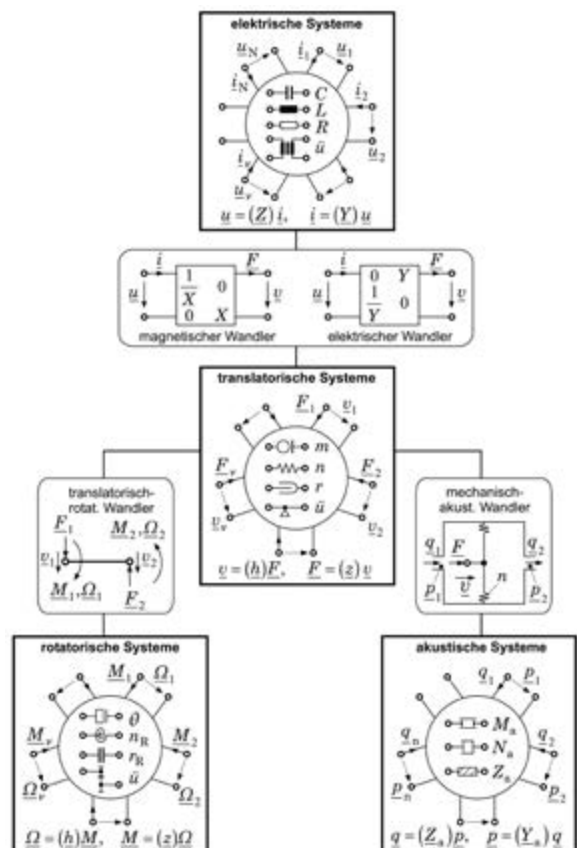 elektrische Systeme
u_N i_1 u_1
i_N i_2
C
L
R
ü
u_2
i_ν
u_ν
u = (Z) i, i = (Y) u
i F i F
u 1/X 0 v u 0 Y v
0 X 1/Y 0
magnetischer Wandler elektrischer Wandler
translatorische Systeme
F_1 v_1
m
F_ν n F_2
r
v_ν ü v_2
v = (h) F, F = (z) v
translatorisch-
rotat. Wandler
F_1 M_2, Ω_2
v_1 v_2
M_1, Ω_1 F_2
mechanisch-
akust. Wandler
q_1 F q_2
p_1 v n p_2
rotatorische Systeme
M_1 Ω_1
ϑ
M_ν n_R M_2
r_R
Ω_ν ü Ω_2
Ω = (h) M, M = (z) Ω
akustische Systeme
q_1 p_1
M_a
q_n N_a q_2
Z_a
p_n p_2
q = (Z_a) p, p = (Y_a) q